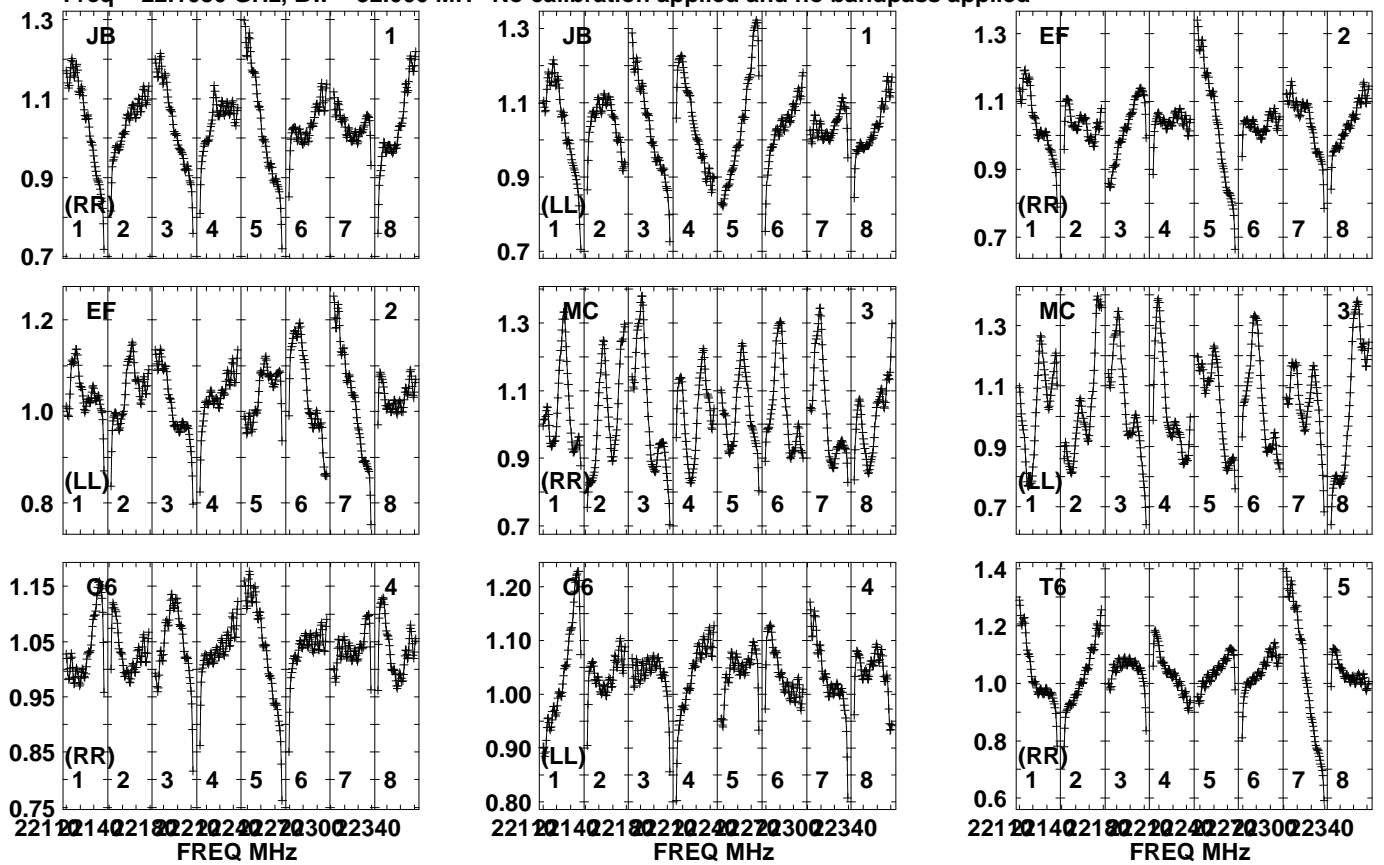 No calibration applied and no bandpass applied
JB 1
1.3
1.1
0.9
0.7
(RR)
1 2 3 4 5 6 7 8
JB 1
1.3
1.1
0.9
0.7
(LL)
1 2 3 4 5 6 7 8
EF 2
1.3
1.1
0.9
0.7
(RR)
1 2 3 4 5 6 7 8
EF 2
1.2
1.0
0.8
(LL)
1 2 3 4 5 6 7 8
MC 3
1.3
1.1
0.9
0.7
(RR)
1 2 3 4 5 6 7 8
MC 3
1.3
1.1
0.9
0.7
(LL)
1 2 3 4 5 6 7 8
O6 4
1.15
1.05
0.95
0.85
0.75
(RR)
1 2 3 4 5 6 7 8
O6 4
1.20
1.10
1.00
0.90
0.80
(LL)
1 2 3 4 5 6 7 8
T6 5
1.4
1.2
1.0
0.8
0.6
(RR)
1 2 3 4 5 6 7 8
22340
22340
22340
FREQ MHz
FREQ MHz
FREQ MHz